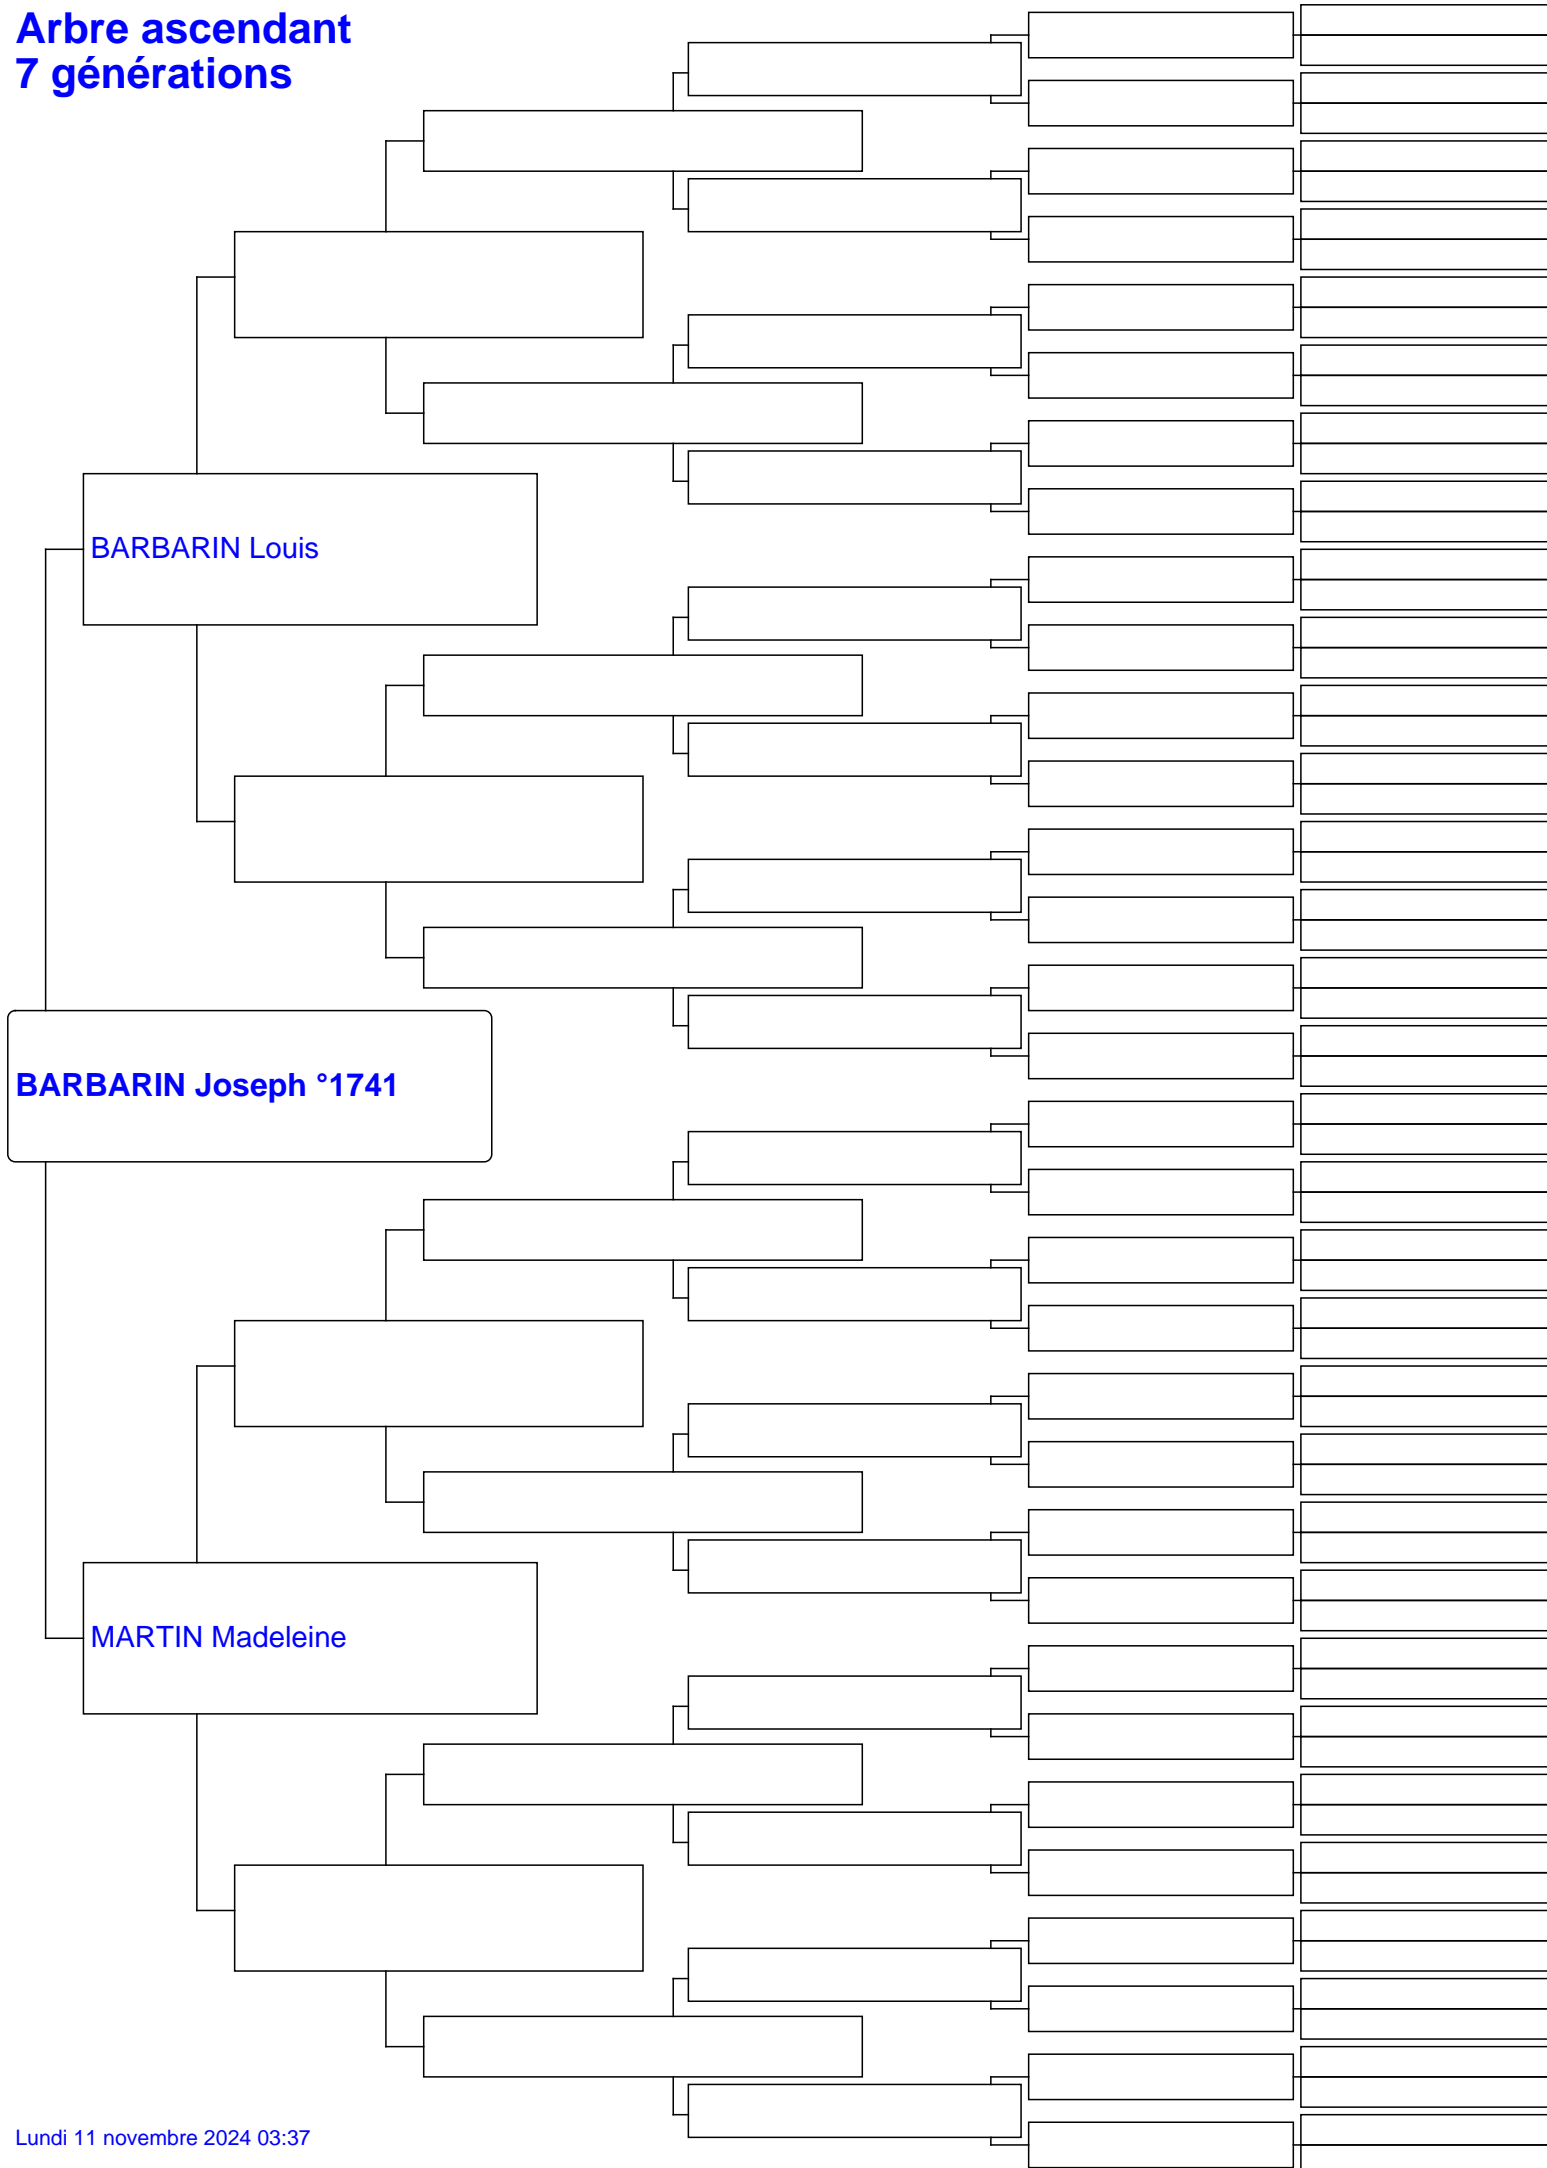 Arbre ascendant
7 générations
BARBARIN Louis
BARBARIN Joseph °1741
MARTIN Madeleine
Lundi 11 novembre 2024 03:37